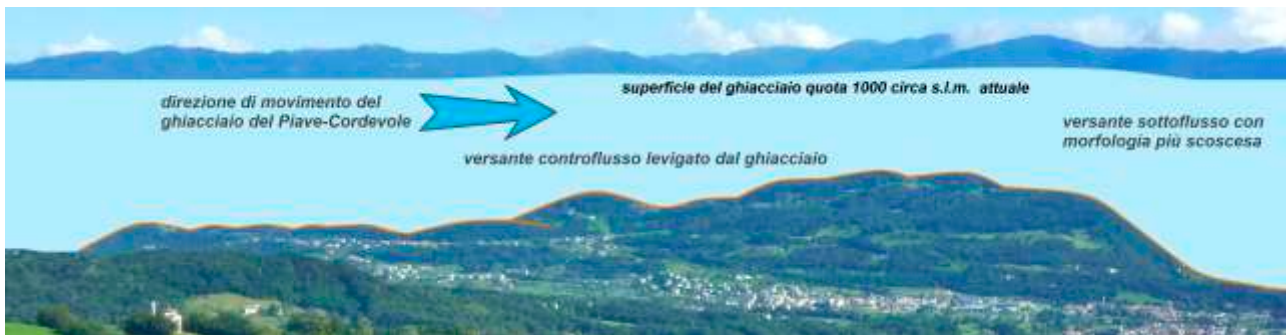 superficie del ghiacciaio quota 1000 circa s.l.m. attuale
direzione di movimento del
ghiacciaio del Piave-Cordevole
versante sottoflusso con
morfologia più scoscesa
versante controflusso levigato dal ghiacciaio